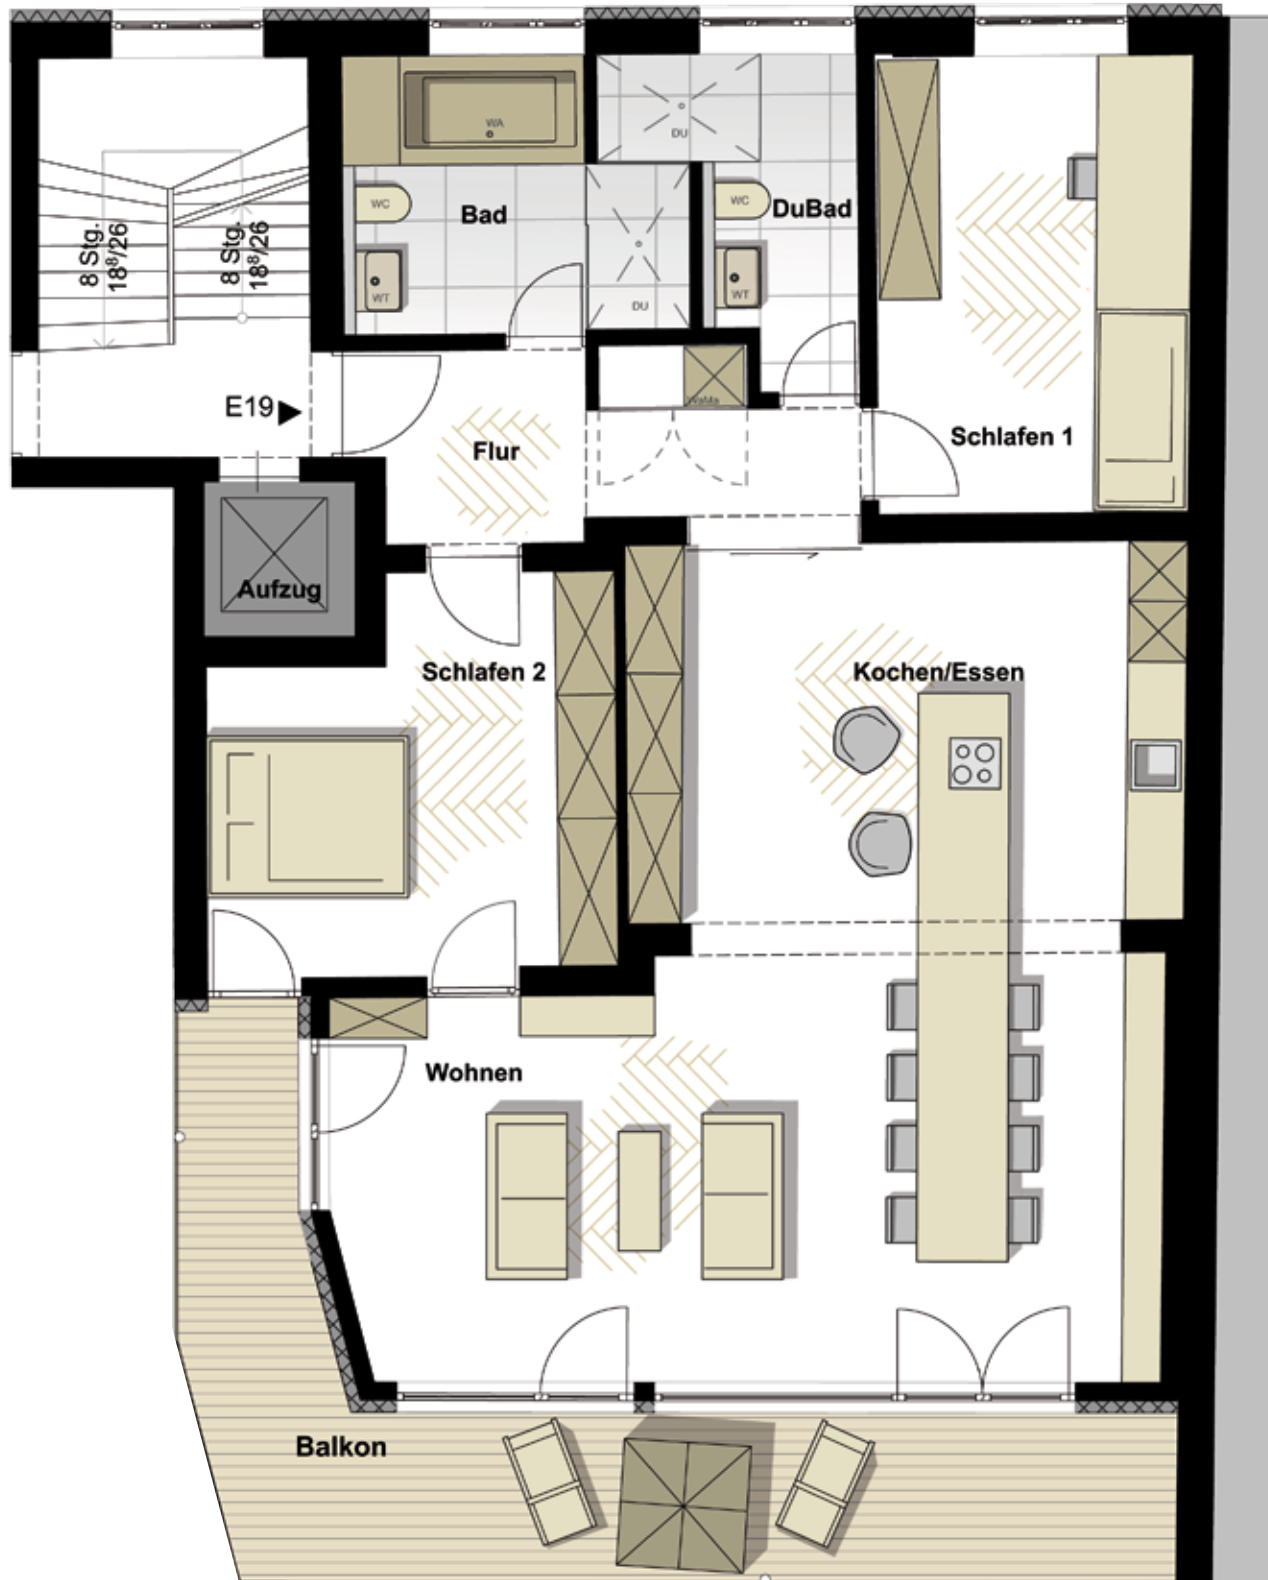 WA
DU
WC
Bad
WC
DuBad
8 Stg.
18⁸/26
8 Stg.
18⁸/26
WT
DU
WT
E19
WaMa
Flur
Schlafen 1
Aufzug
Schlafen 2
Kochen/Essen
Wohnen
Balkon